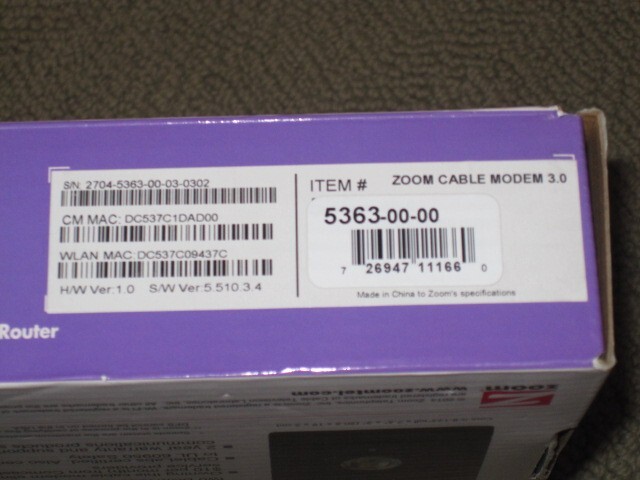 S/N: 2704-5363-00-03-0302
CM MAC: DC537C1DAD00
WLAN MAC: DC537C09437C
H/W Ver:1.0 S/W Ver:5.510.3.4
ITEM # ZOOM CABLE MODEM 3.0
5363-00-00
7 26947 11166 0
Made in China to Zoom's specifications
Router
www.zoomtel.com
zoom